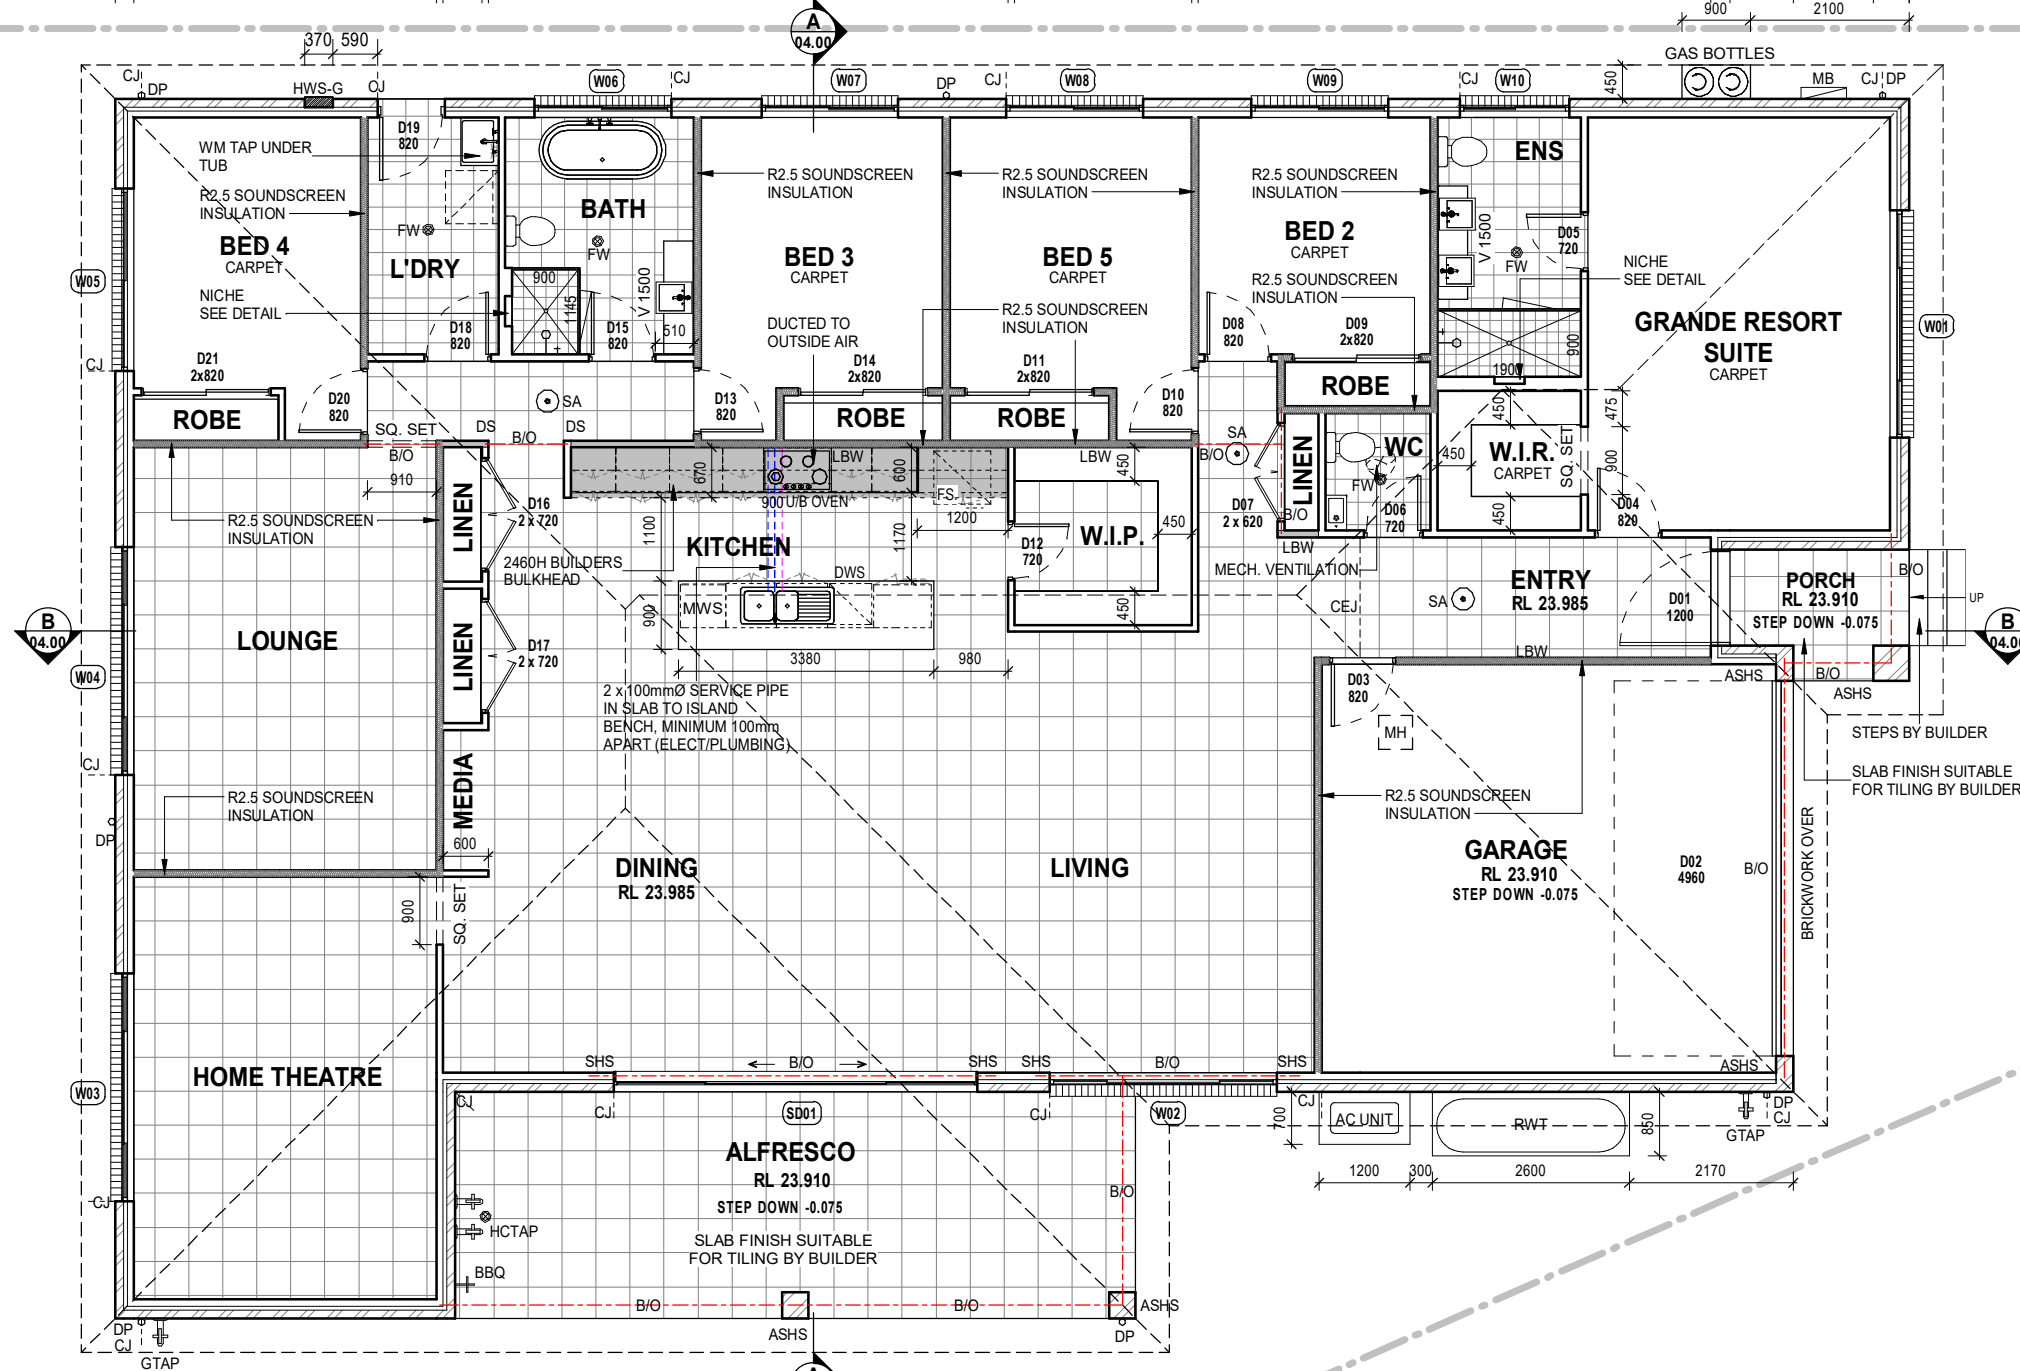 900
2100
A
04.00
370
590
GAS BOTTLES
CJ
DP
HWS-G
CJ
W06
CJ
W07
DP
CJ
W08
W09
CJ
W10
450
MB
CJ
DP
D19
820
WM TAP UNDER
TUB
R2.5 SOUNDSCREEN
INSULATION
R2.5 SOUNDSCREEN
INSULATION
R2.5 SOUNDSCREEN
INSULATION
R2.5 SOUNDSCREEN
INSULATION
ENS
BATH
BED 4
CARPET
FW
FW
L'DRY
BED 3
CARPET
BED 5
CARPET
BED 2
CARPET
V 1500
D05
720
FW
NICHE
SEE DETAIL
W05
NICHE
SEE DETAIL
900
1145
V 1500
R2.5 SOUNDSCREEN
INSULATION
R2.5 SOUNDSCREEN
INSULATION
GRANDE RESORT
SUITE
CARPET
W01
D18
820
D15
820
510
DUCTED TO
OUTSIDE AIR
D08
820
D09
2x820
900
1900
CJ
D21
2x820
D14
2x820
D11
2x820
ROBE
D20
820
SA
D13
820
ROBE
ROBE
D10
820
ROBE
450
475
SQ. SET
B/O
DS
B/O
DS
SA
B/O
LBW
LBW
WC
W.I.R.
CARPET
SQ. SET
450
900
910
LINEN
670
600
FS.
450
LINEN
FW
D16
2 x 720
900 U/B OVEN
1200
D07
2 x 620
B/O
D06
720
450
D04
820
R2.5 SOUNDSCREEN
INSULATION
1100
KITCHEN
1170
D12
720
W.I.P.
450
LBW
2460H BUILDERS
BULKHEAD
MECH. VENTILATION
DWS
ENTRY
RL 23.985
PORCH
RL 23.910
STEP DOWN -0.075
B/O
UP
MWS
900
450
CEJ
SA
D01
1200
B
04.00
LOUNGE
LINEN
D17
2 x 720
3380
980
LBW
B
04.00
W04
D03
820
ASHS
B/O
ASHS
2 x 100mmØ SERVICE PIPE
IN SLAB TO ISLAND
BENCH, MINIMUM 100mm
APART (ELECT/PLUMBING)
MH
STEPS BY BUILDER
CJ
MEDIA
SLAB FINISH SUITABLE
FOR TILING BY BUILDER
R2.5 SOUNDSCREEN
INSULATION
R2.5 SOUNDSCREEN
INSULATION
DP
600
DINING
RL 23.985
LIVING
GARAGE
RL 23.910
STEP DOWN -0.075
D02
4960
B/O
BRICKWORK OVER
900
SQ. SET
HOME THEATRE
SHS
B/O
SHS
SHS
B/O
SHS
ASHS
W03
CJ
CJ
SD01
CJ
W02
CJ
700
AC UNIT
RWT
850
DP
CJ
GTAP
ALFRESCO
RL 23.910
STEP DOWN -0.075
1200
300
2600
2170
CJ
B/O
HCTAP
SLAB FINISH SUITABLE
FOR TILING BY BUILDER
BBQ
B/O
B/O
ASHS
DP
CJ
ASHS
DP
GTAP